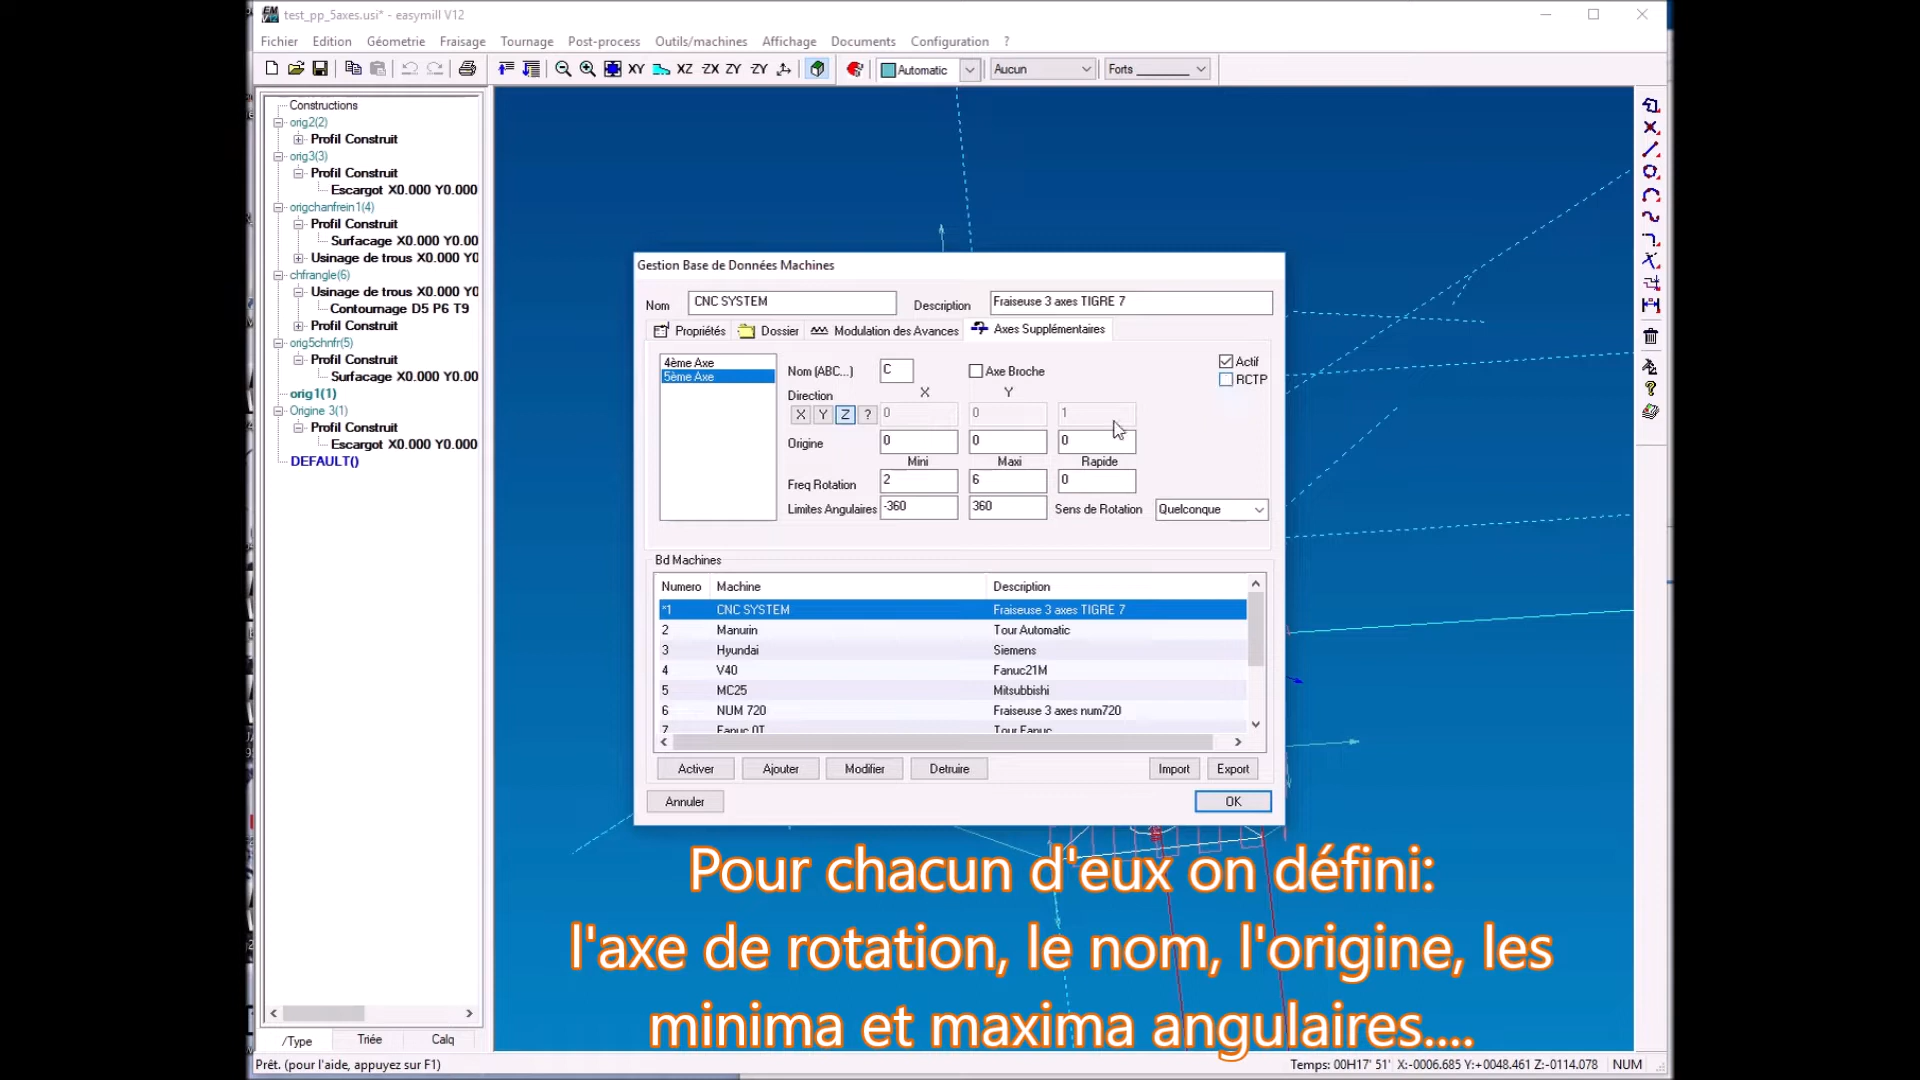 test_pp_5axes.usi* - easymill V12
Fichier Edition Géometrie Fraisage Tournage Post-process Outils/machines Affichage Documents Configuration ?
XY XZ -ZX ZY -ZY Automatic Aucun Forts
Constructions
orig2(2)
Profil Construit
orig3(3)
Profil Construit
Escargot X0.000 Y0.000
origchanfrein1(4)
Profil Construit
Surfacage X0.000 Y0.00
Usinage de trous X0.000 Y0
chfrangle(6)
Usinage de trous X0.000 Y0
Contournage D5 P6 T9
Profil Construit
orig5chnfr(5)
Profil Construit
Surfacage X0.000 Y0.00
orig1(1)
Origine 3(1)
Profil Construit
Escargot X0.000 Y0.000
DEFAULT()
/Type Triée Calq
Gestion Base de Données Machines
Nom CNC SYSTEM Description Fraiseuse 3 axes TIGRE 7
Propriétés Dossier Modulation des Avances Axes Supplémentaires
4ème Axe
5ème Axe
Nom (ABC...) C Axe Broche Actif
RCTP
Direction X Y
X Y Z ? 0 0 1
Origine 0 0 0
Mini Maxi Rapide
Freq Rotation 2 6 0
Limites Angulaires -360 360 Sens de Rotation Quelconque
Bd Machines
Numero Machine Description
*1 CNC SYSTEM Fraiseuse 3 axes TIGRE 7
2 Manurin Tour Automatic
3 Hyundai Siemens
4 V40 Fanuc21M
5 MC25 Mitsubbishi
6 NUM 720 Fraiseuse 3 axes num720
7 Fanuc 0T Tour Fanuc
Activer Ajouter Modifier Detruire Import Export
Annuler OK
Pour chacun d'eux on défini:
l'axe de rotation, le nom, l'origine, les
minima et maxima angulaires....
Prêt. (pour l'aide, appuyez sur F1) Temps: 00H17' 51' X:-0006.685 Y:+0048.461 Z:-0114.078 NUM